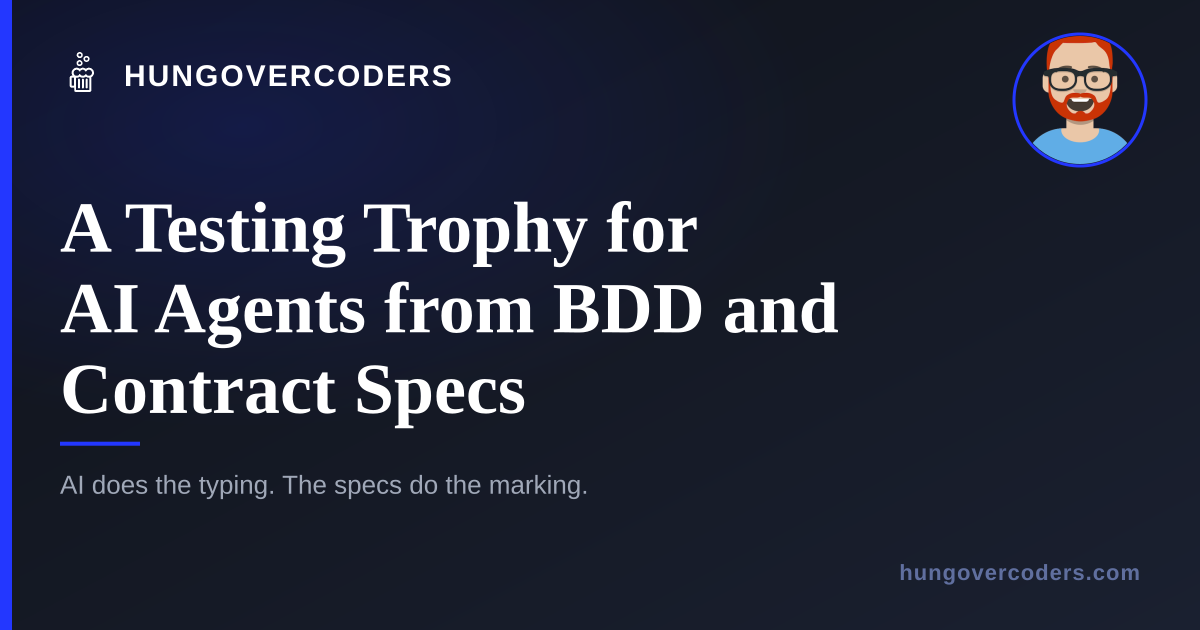 HUNGOVERCODERS
A Testing Trophy for
AI Agents from BDD and
Contract Specs
AI does the typing. The specs do the marking.
hungovercoders.com